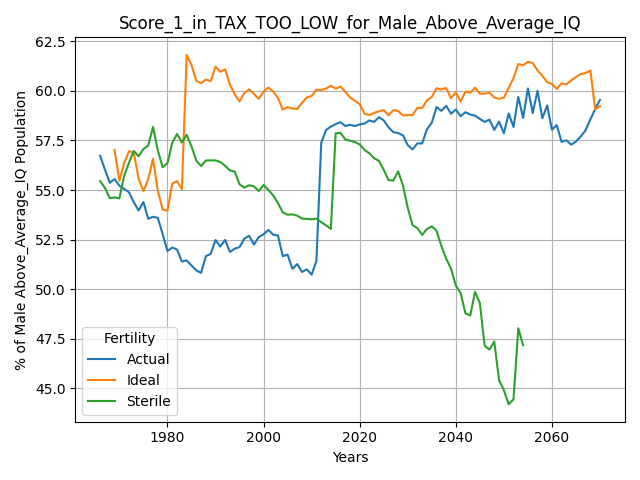 Score_1_in_TAX_TOO_LOW_for_Male_Above_Average_IQ
% of Male Above_Average_IQ Population
62.5
60.0
57.5
55.0
52.5
50.0
47.5
45.0
Fertility
Actual
Ideal
Sterile
1980
2000
2020
2040
2060
Years